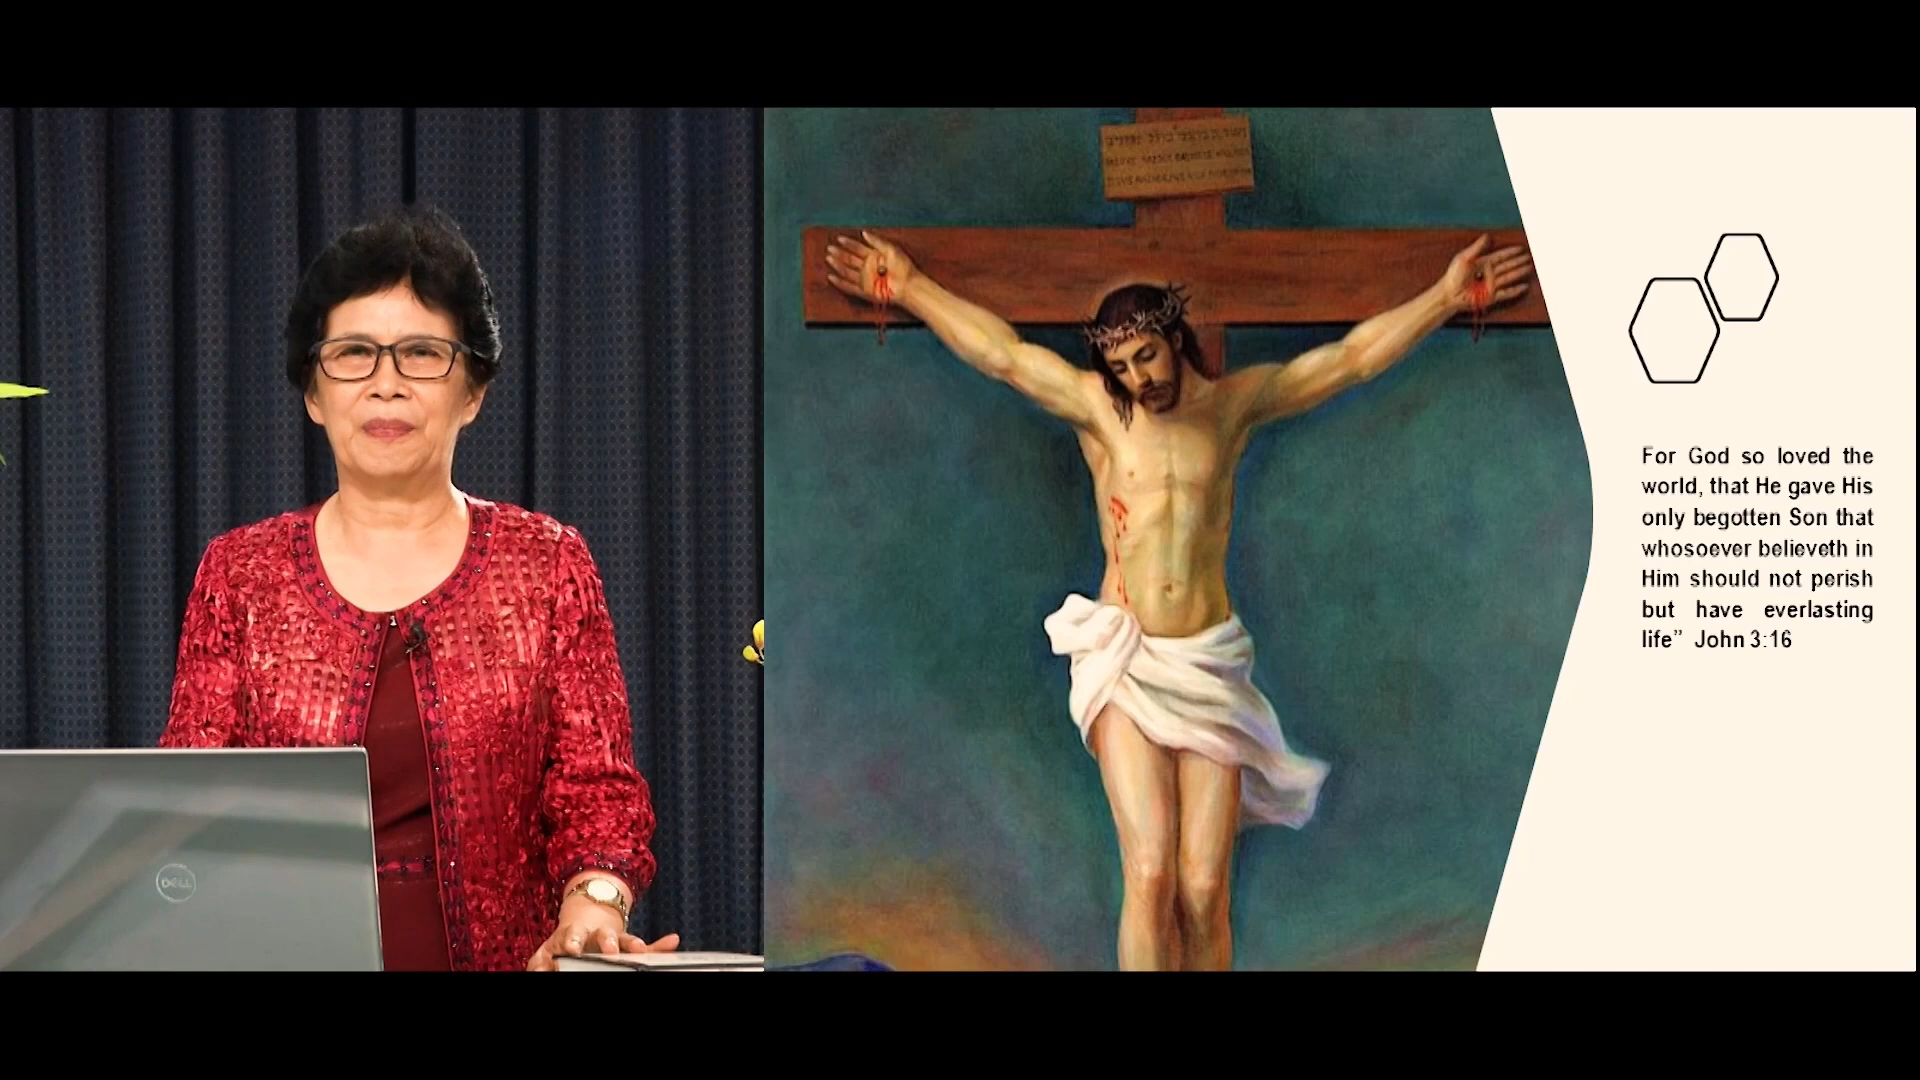 For God so loved the
world, that He gave His
only begotten Son that
whosoever believeth in
Him should not perish
but have everlasting
life” John 3:16
DELL